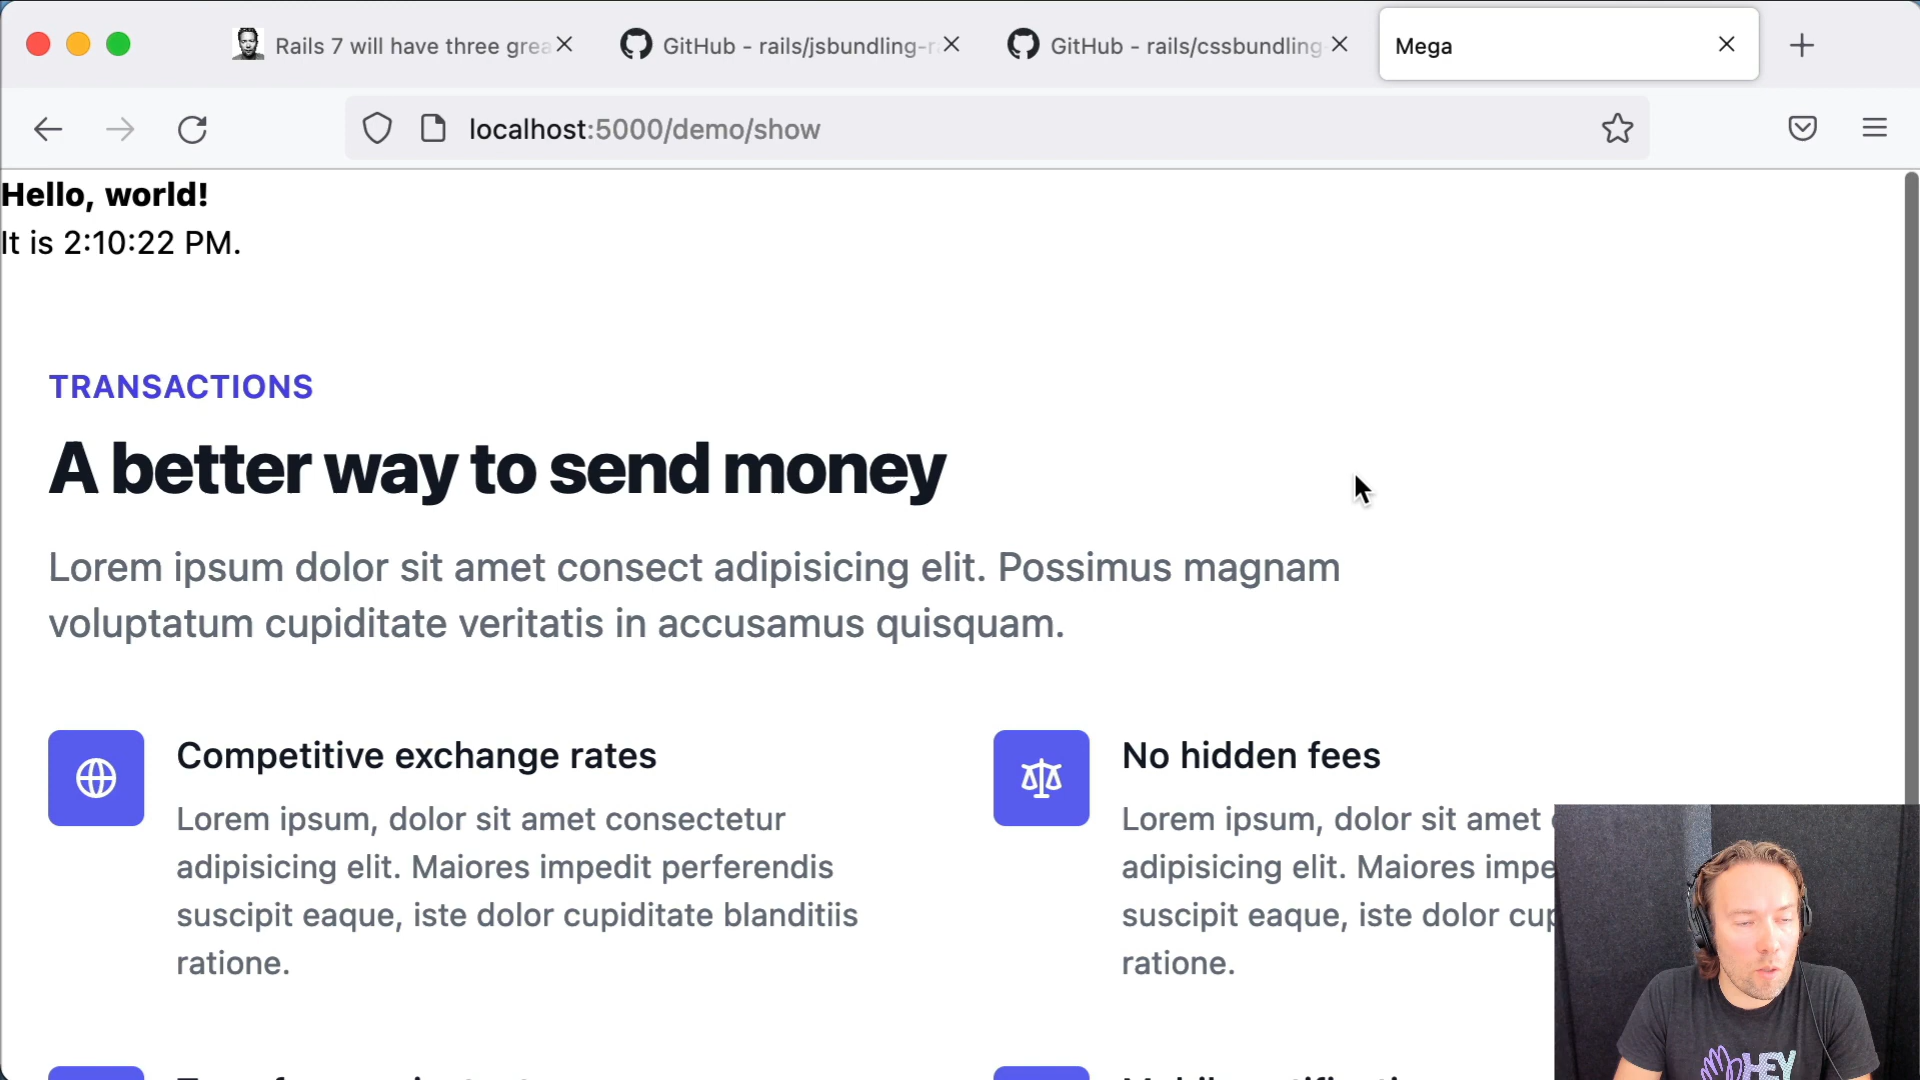 Rails 7 will have three grea
GitHub - rails/jsbundling-r
GitHub - rails/cssbundling-
Mega
localhost:5000/demo/show
Hello, world!
It is 2:10:22 PM.
TRANSACTIONS
A better way to send money
Lorem ipsum dolor sit amet consect adipisicing elit. Possimus magnam
voluptatum cupiditate veritatis in accusamus quisquam.
Competitive exchange rates
Lorem ipsum, dolor sit amet consectetur
adipisicing elit. Maiores impedit perferendis
suscipit eaque, iste dolor cupiditate blanditiis
ratione.
No hidden fees
Lorem ipsum, dolor sit amet
adipisicing elit. Maiores impe
suscipit eaque, iste dolor cup
ratione.
HEY